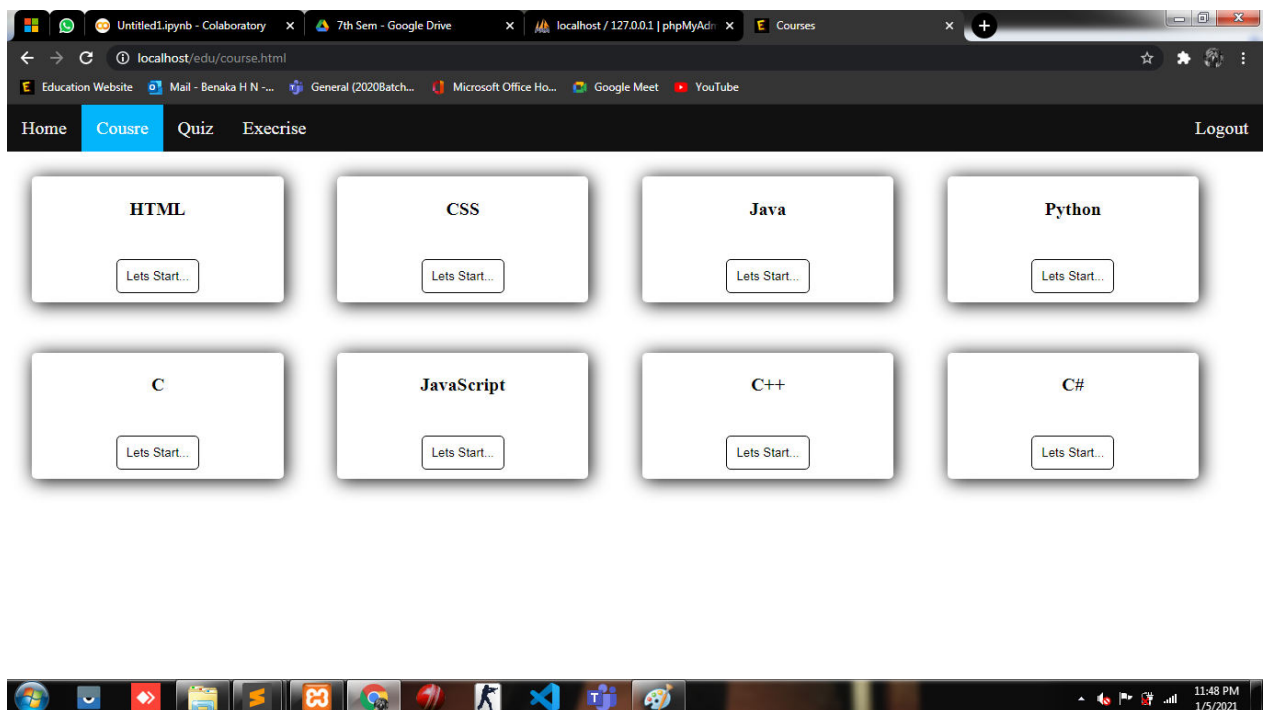 Untitled1.ipynb - Colaboratory
7th Sem - Google Drive
localhost / 127.0.0.1 | phpMyAdn
E Courses
localhost/edu/course.html
E Education Website
Mail - Benaka H N -...
General (2020Batch...
Microsoft Office Ho...
Google Meet
YouTube
Home Cousre Quiz Execrise Logout
HTML CSS Java Python
Lets Start... Lets Start... Lets Start... Lets Start...
C JavaScript C++ C#
Lets Start... Lets Start... Lets Start... Lets Start...
11:48 PM
1/5/2021